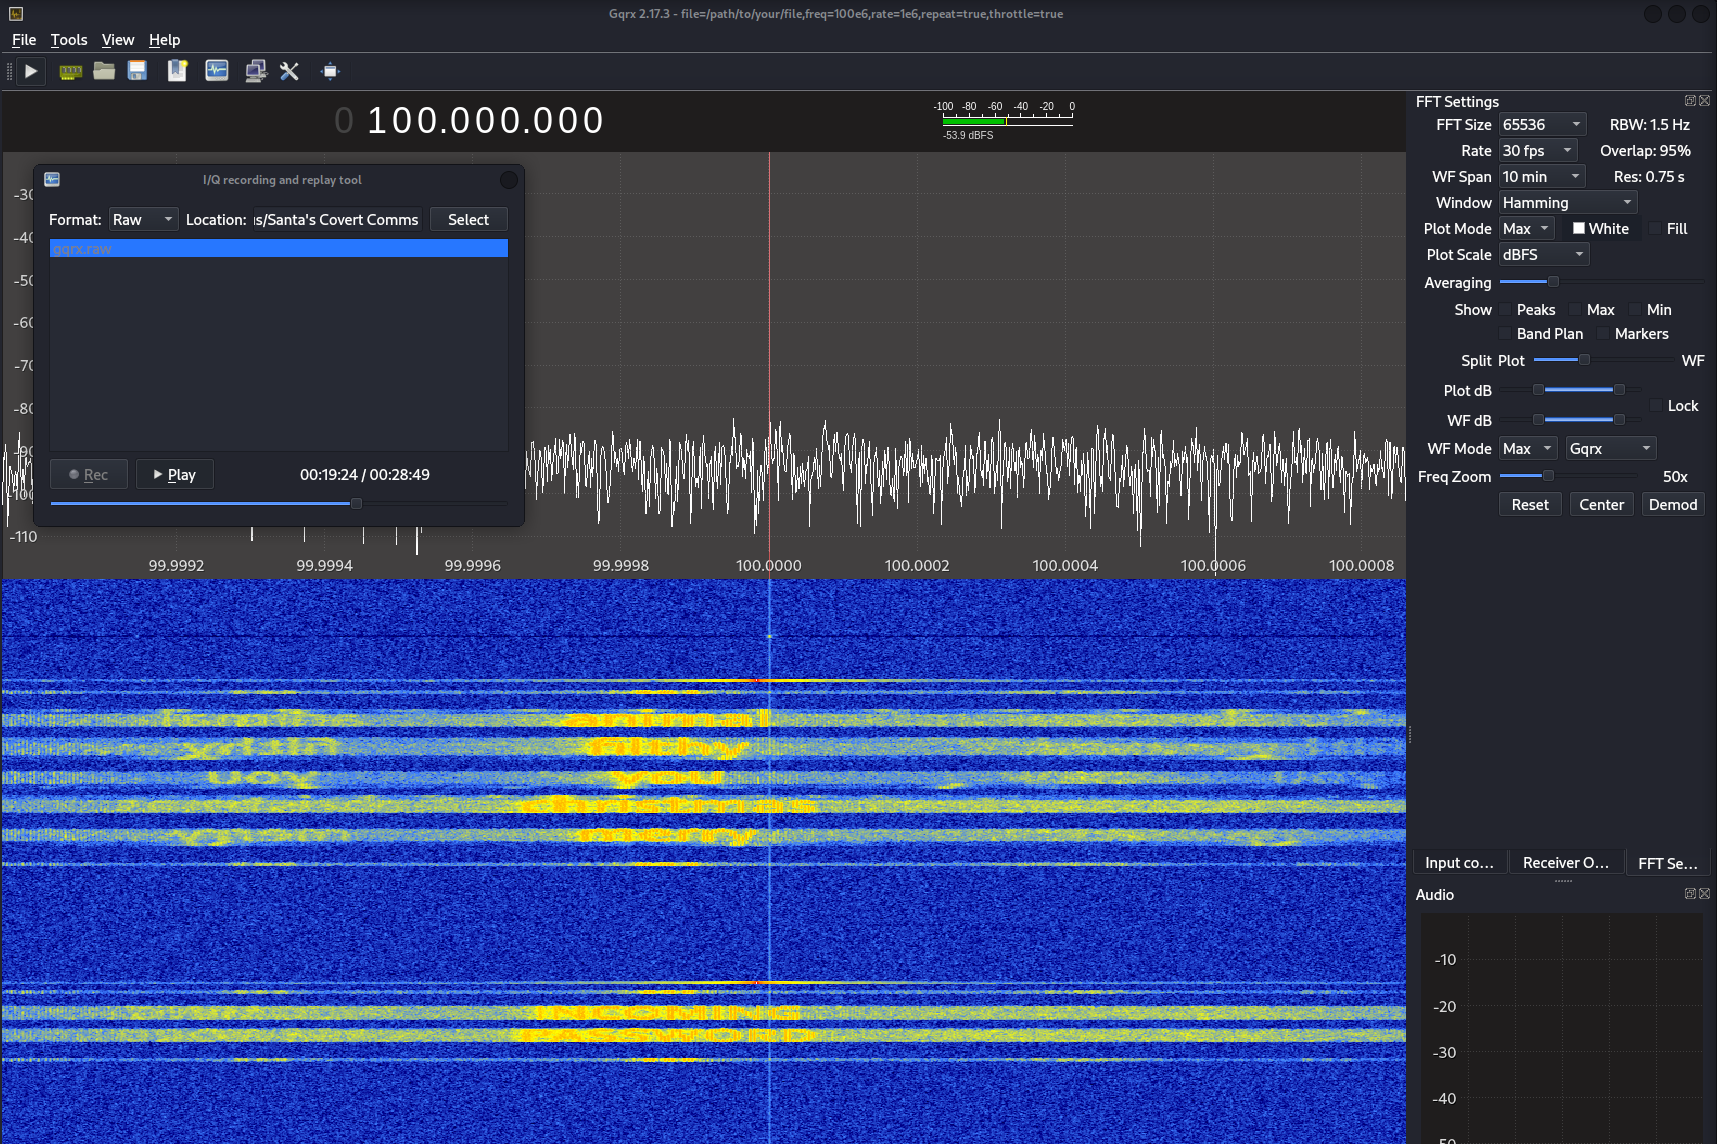 Gqrx 2.17.3 - file=/path/to/your/file,freq=100e6,rate=1e6,repeat=true,throttle=true
File Tools View Help
0 100.000.000
-100 -80 -60 -40 -20 0
-53.9 dBFS
I/Q recording and replay tool
Format: Raw Location: s/Santa's Covert Comms Select
gqrx.raw
Rec Play 00:19:24 / 00:28:49
-30
-40
-50
-60
-70
-80
-90
-100
-110
99.9992 99.9994 99.9996 99.9998 100.0000 100.0002 100.0004 100.0006 100.0008
FFT Settings
FFT Size 65536 RBW: 1.5 Hz
Rate 30 fps Overlap: 95%
WF Span 10 min Res: 0.75 s
Window Hamming
Plot Mode Max White Fill
Plot Scale dBFS
Averaging
Show Peaks Max Min
Band Plan Markers
Split Plot WF
Plot dB
Lock
WF dB
WF Mode Max Gqrx
Freq Zoom 50x
Reset Center Demod
Input co... Receiver O... FFT Se...
Audio
-10
-20
-30
-40
-50